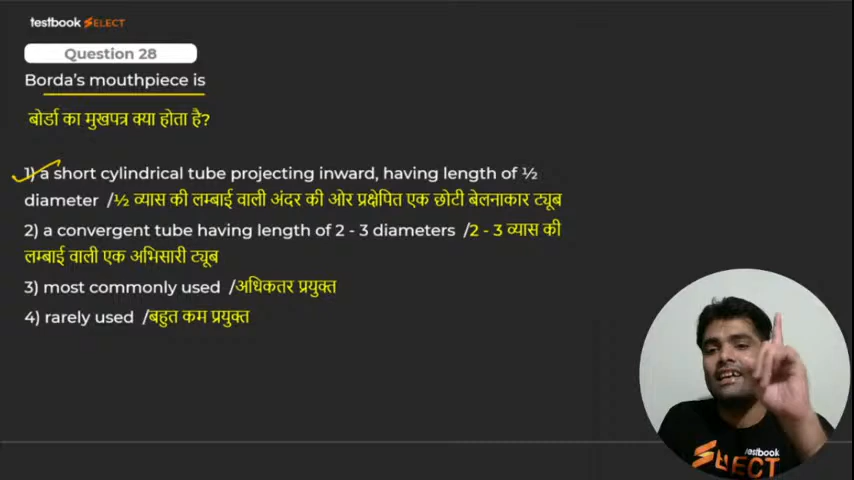 testbook SELECT
Question 28
Borda's mouthpiece is
बोर्डा का मुखपत्र क्या होता है?
1) a short cylindrical tube projecting inward, having length of ½
diameter /½ व्यास की लम्बाई वाली अंदर की ओर प्रक्षेपित एक छोटी बेलनाकार ट्यूब
2) a convergent tube having length of 2 - 3 diameters /2 - 3 व्यास की
लम्बाई वाली एक अभिसारी ट्यूब
3) most commonly used /अधिकतर प्रयुक्त
4) rarely used /बहुत कम प्रयुक्त
testbook
SELECT